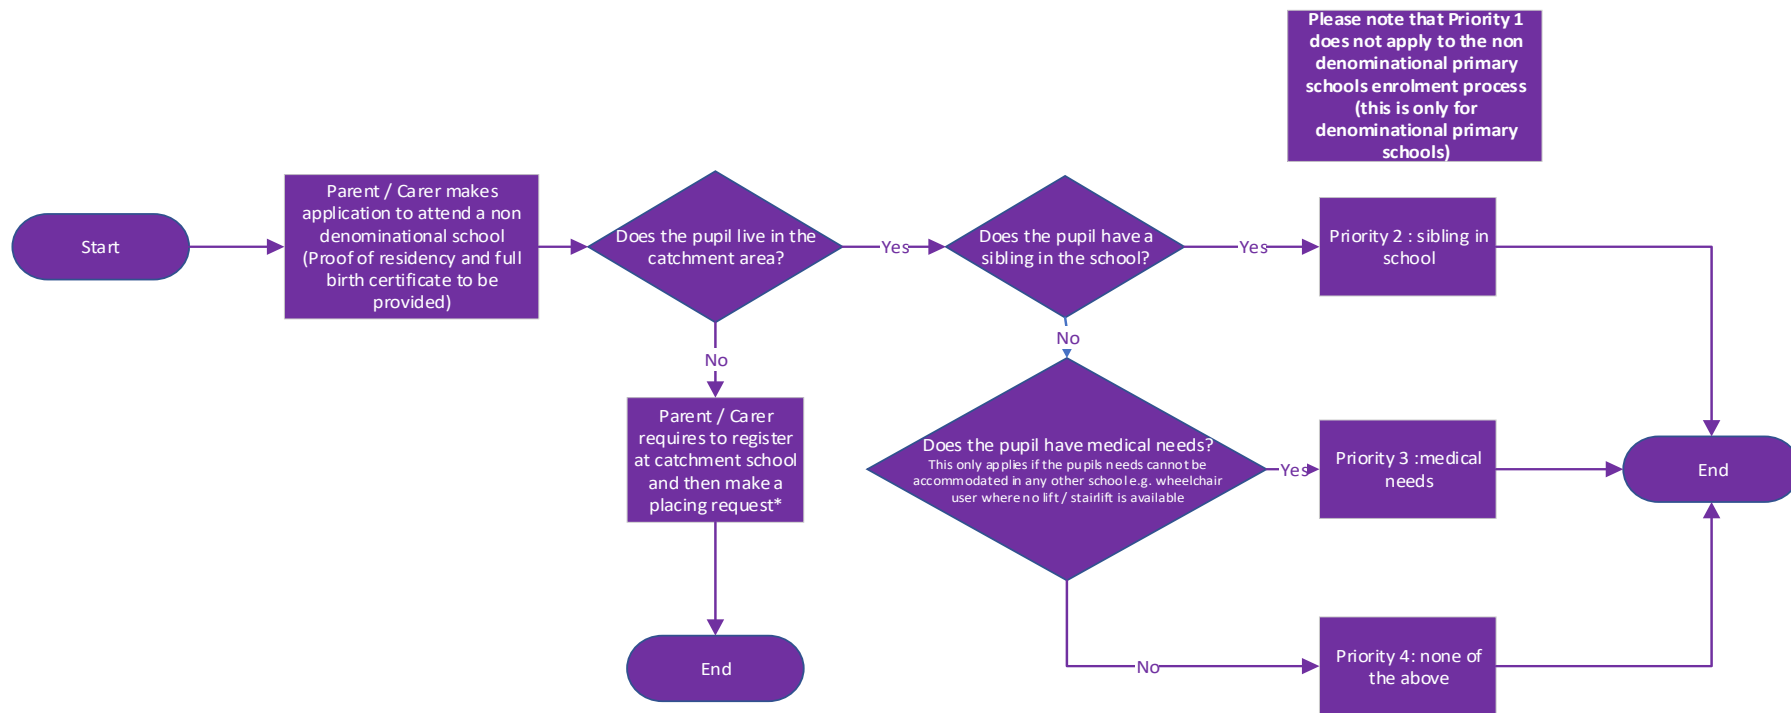 Please note that Priority 1
does not apply to the non
denominational primary
schools enrolment process
(this is only for
denominational primary
schools)
Start
Parent / Carer makes
application to attend a non
denominational school
(Proof of residency and full
birth certificate to be
provided)
Does the pupil live in the
catchment area?
Yes
Does the pupil have a
sibling in the school?
Yes
Priority 2 : sibling in
school
No
No
Parent / Carer
requires to register
at catchment school
and then make a
placing request*
Does the pupil have medical needs?
This only applies if the pupils needs cannot be
accommodated in any other school e.g. wheelchair
user where no lift / stairlift is available
Yes
Priority 3 :medical
needs
End
End
No
Priority 4: none of
the above